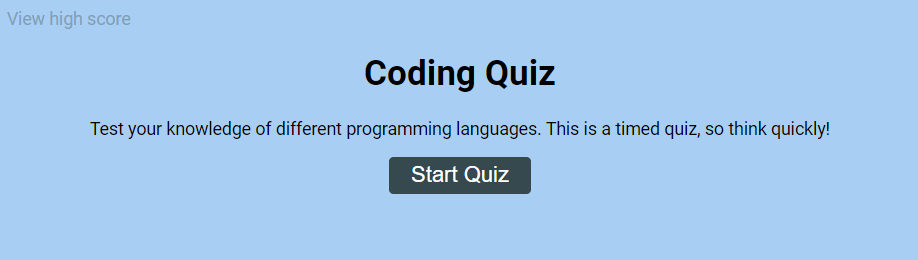 View high score
Coding Quiz
Test your knowledge of different programming languages. This is a timed quiz, so think quickly!
Start Quiz